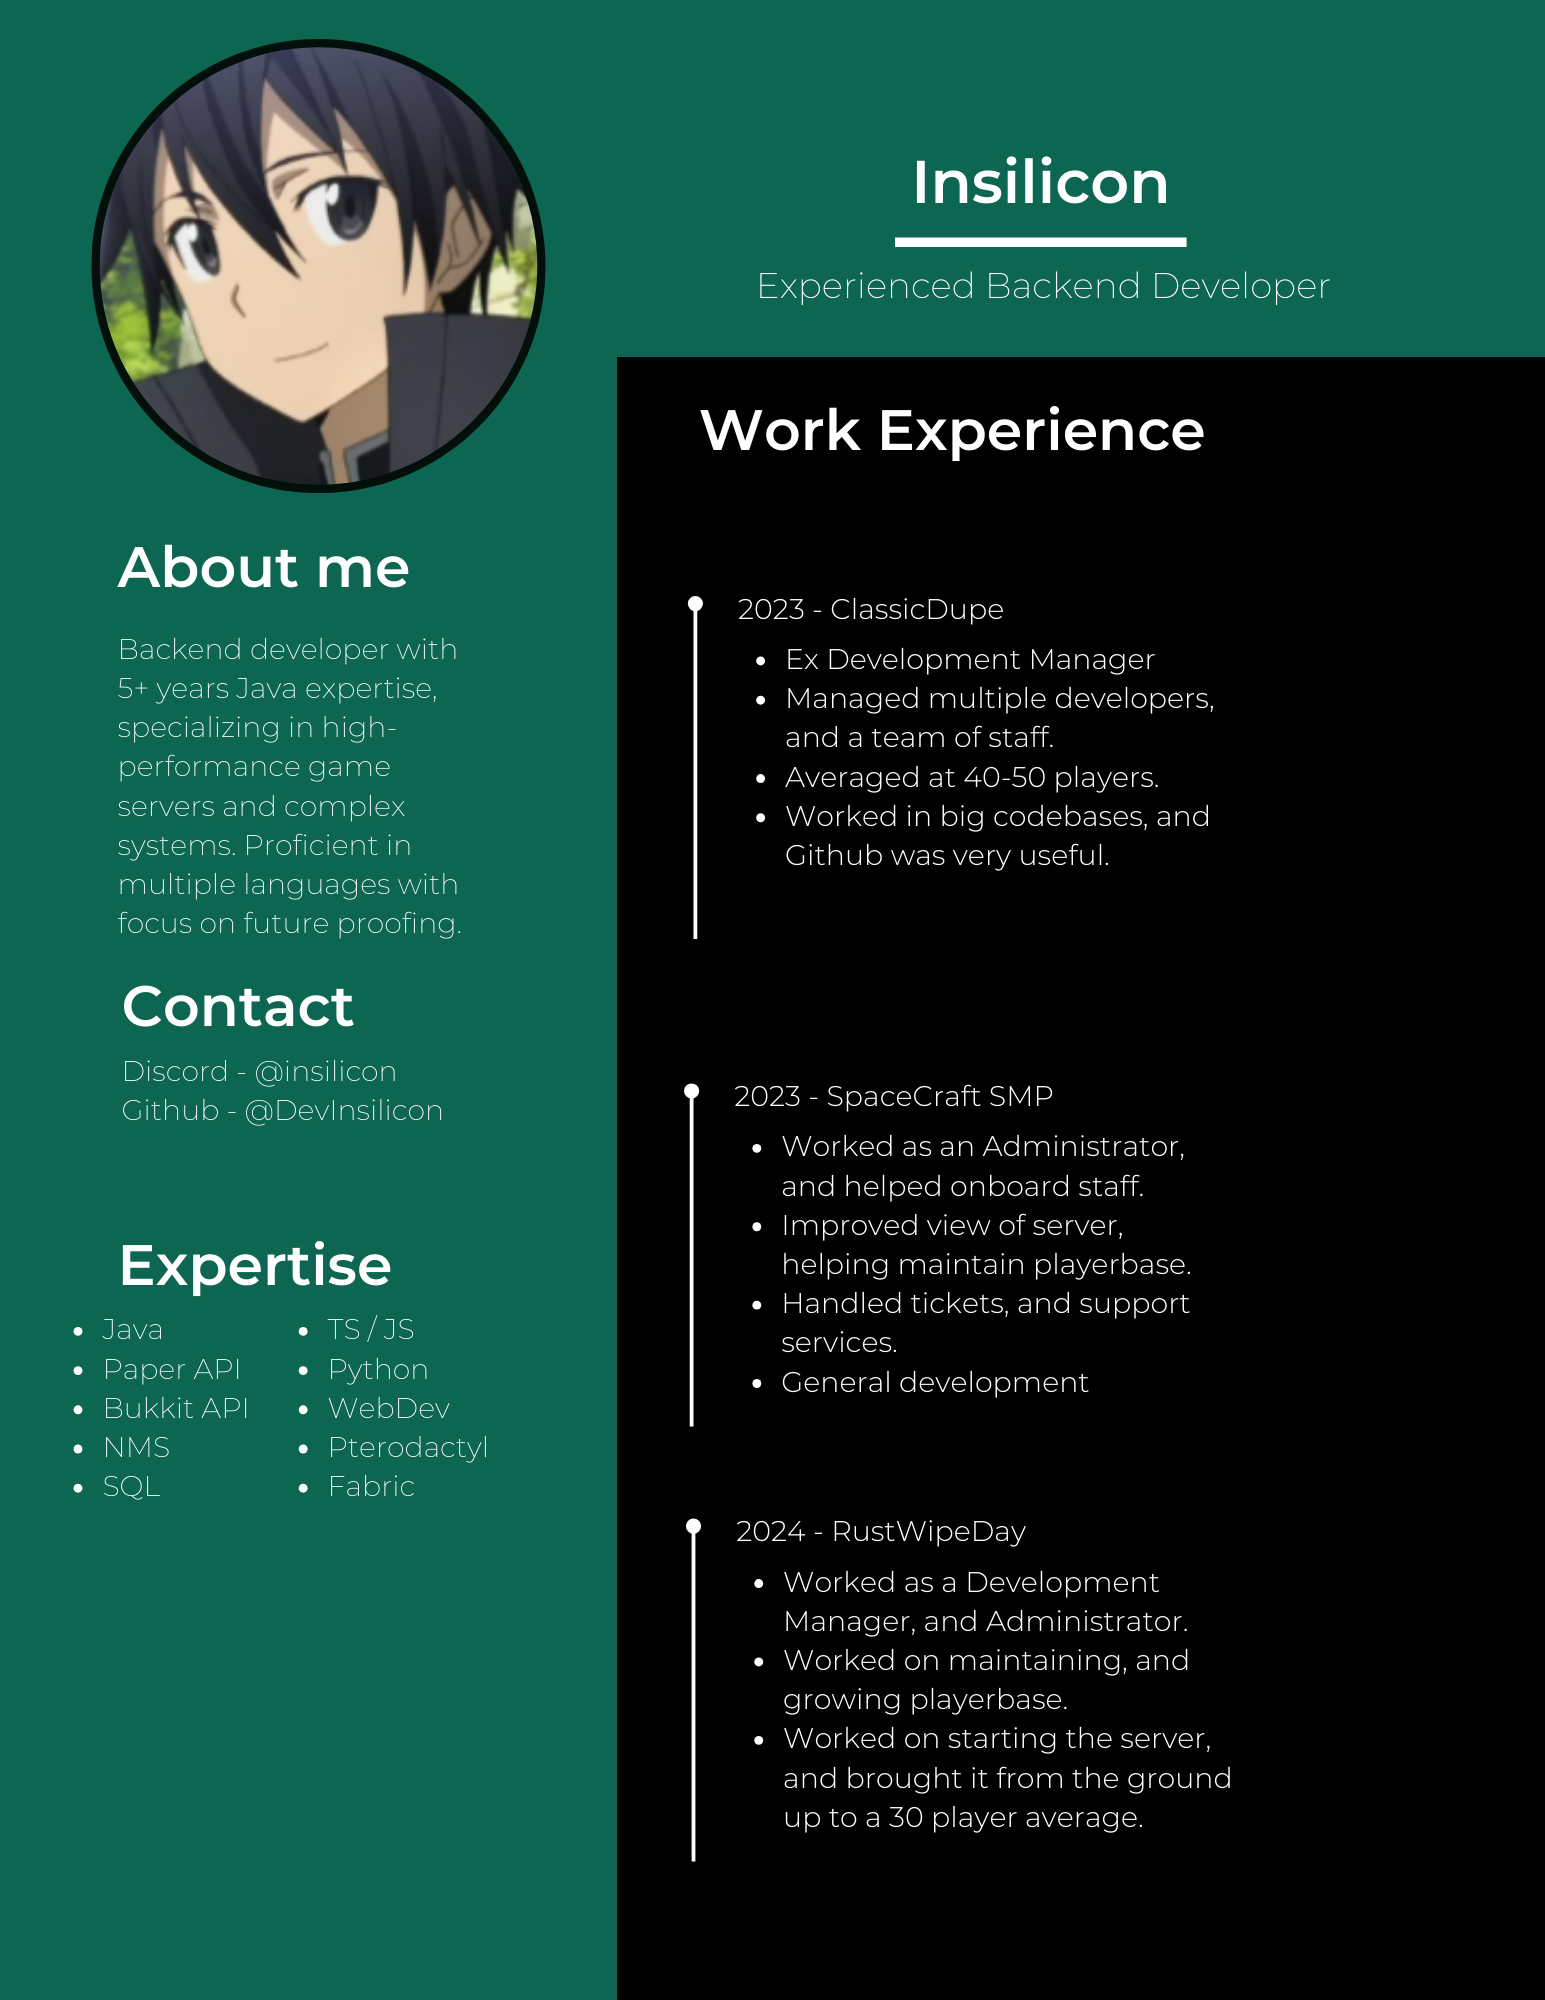 Insilicon
Experienced Backend Developer
About me
Backend developer with
5+ years Java expertise,
specializing in high-
performance game
servers and complex
systems. Proficient in
multiple languages with
focus on future proofing.
Contact
Discord - @insilicon
Github - @DevInsilicon
Expertise
• Java
• Paper API
• Bukkit API
• NMS
• SQL
• TS / JS
• Python
• WebDev
• Pterodactyl
• Fabric
Work Experience
2023 - ClassicDupe
• Ex Development Manager
• Managed multiple developers,
and a team of staff.
• Averaged at 40-50 players.
• Worked in big codebases, and
Github was very useful.
2023 - SpaceCraft SMP
• Worked as an Administrator,
and helped onboard staff.
• Improved view of server,
helping maintain playerbase.
• Handled tickets, and support
services.
• General development
2024 - RustWipeDay
• Worked as a Development
Manager, and Administrator.
• Worked on maintaining, and
growing playerbase.
• Worked on starting the server,
and brought it from the ground
up to a 30 player average.